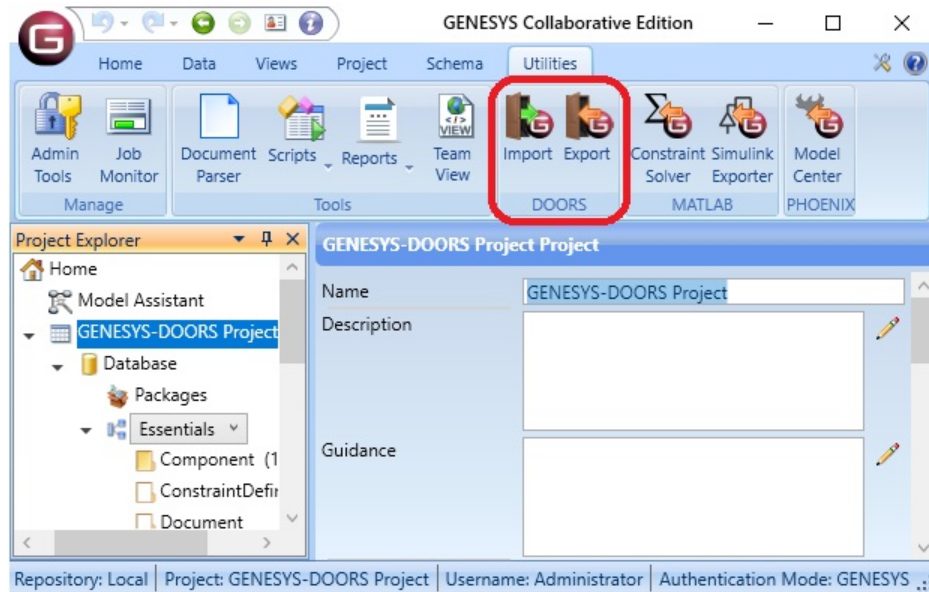 GENESYS Collaborative Edition
Home Data Views Project Schema Utilities
Admin Tools
Job Monitor
Document Parser
Scripts
Reports
VIEW
Team View
Import
Export
Constraint Solver
Simulink Exporter
Model Center
Manage
Tools
DOORS
MATLAB
PHOENIX
Project Explorer
Home
Model Assistant
GENESYS-DOORS Project
Database
Packages
Essentials
Component (1
ConstraintDefin
Document
GENESYS-DOORS Project Project
Name
GENESYS-DOORS Project
Description
Guidance
Repository: Local Project: GENESYS-DOORS Project Username: Administrator Authentication Mode: GENESYS